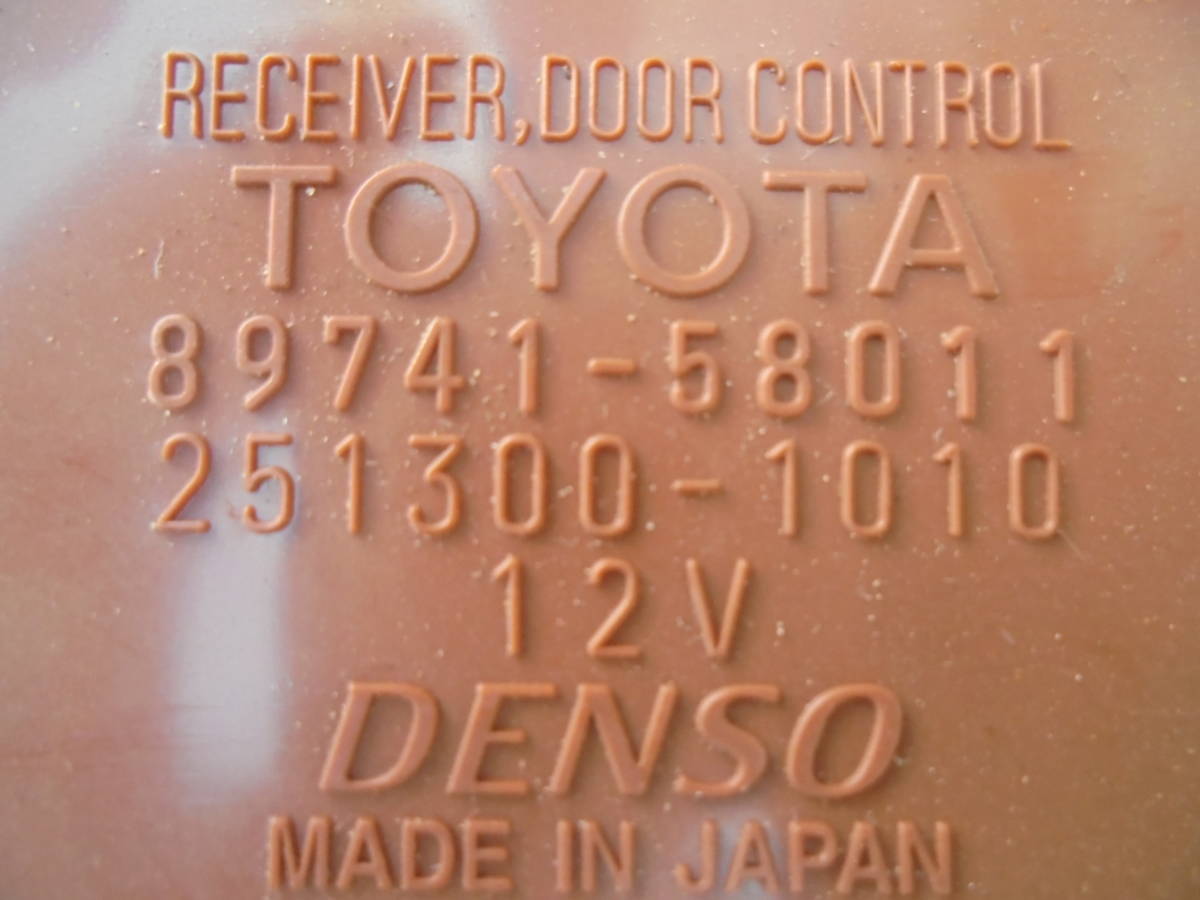 RECEIVER,DOOR CONTROL
TOYOTA
89741-58011
251300-1010
12V
DENSO
MADE IN JAPAN